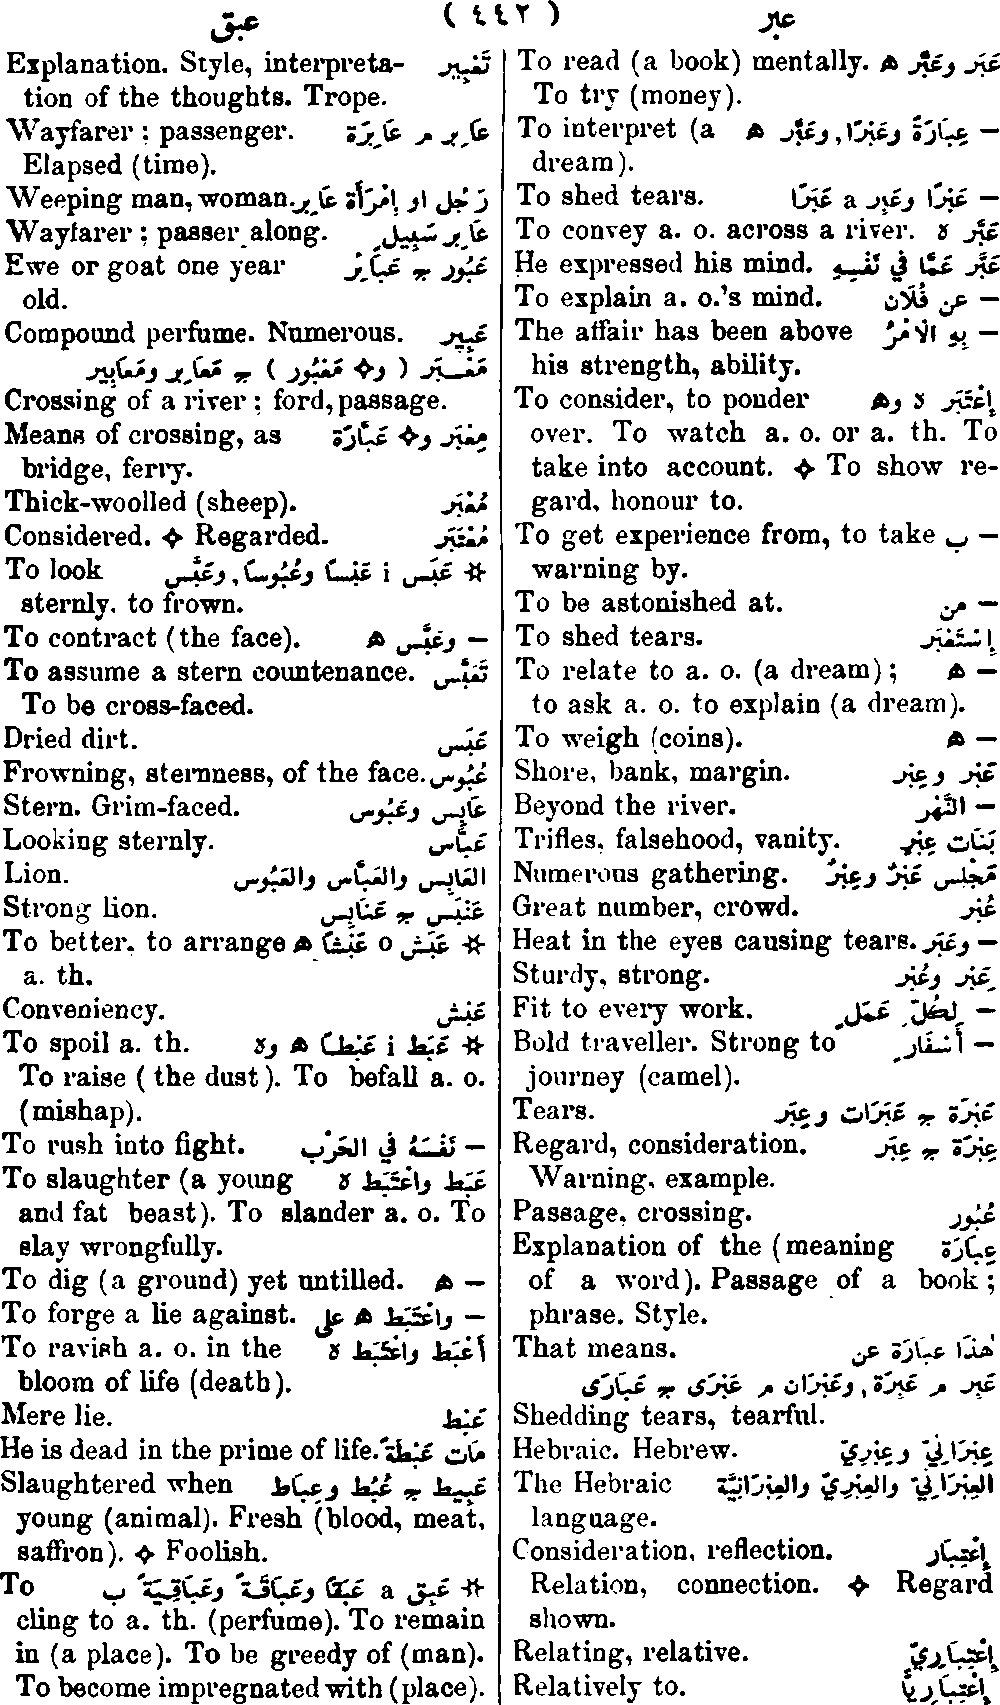 عبر ( ٤٤٢ ) عبق
To read (a book) mentally. عَبَر وعَبَّر ه
To try (money).
To interpret (a — عِبَارَةً وعَبْرًا, وعَبَّر ه
dream).
To shed tears. — عَبْرًا وعَبِر a عَبَرًا
To convey a. o. across a river. عَبَّر ه
He expressed his mind. عَبَّر عَمَّا في نَفْسِهِ
To explain a. o.'s mind. — عن فُلَان
The affair has been above — بِهِ الْأَمْرُ
his strength, ability.
To consider, to ponder إِعْتَبَر ه وه
over. To watch a. o. or a. th. To
take into account. ✧ To show re-
gard, honour to.
To get experience from, to take — ب
warning by.
To be astonished at. — من
To shed tears. إِسْتَعْبَر
To relate to a. o. (a dream) ; — ه
to ask a. o. to explain (a dream).
To weigh (coins). — ه
Shore, bank, margin. عَبْر وعِبْر
Beyond the river. — النَّهْر
Trifles, falsehood, vanity. بَنَات عِبْر
Numerous gathering. مَجْلِس عَبْرٌ وعِبْرٌ
Great number, crowd. عُبْر
Heat in the eyes causing tears. — وعَبَر
Sturdy, strong. عِبْر وعُبْر
Fit to every work. — لِكُلِّ عَمَلٍ
Bold traveller. Strong to — أَسْفَارٍ
journey (camel).
Tears. عَبْرَة ج عَبَرَات وعِبَر
Regard, consideration. عِبْرَة ج عِبَر
Warning, example.
Passage, crossing. عُبُور
Explanation of the (meaning عِبَارَة
of a word). Passage of a book ;
phrase. Style.
That means. هٰذَا عِبَارَة عن
عَبِر م عَبِرَة, وعَبْرَان م عَبْرَى ج عَبَارَى
Shedding tears, tearful.
Hebraic. Hebrew. عِبْرَانِيّ وعِبْرِيّ
The Hebraic العِبْرَانِيّ والعِبْرِيّ والعِبْرَانِيَّة
language.
Consideration, reflection. إِعْتِبَار
Relation, connection. ✧ Regard
shown.
Relating, relative. إِعْتِبَارِيّ
Relatively to. إِعْتِبَارِيًّا
Explanation. Style, interpreta- تَعْبِير
tion of the thoughts. Trope.
Wayfarer ; passenger. عَابِر م عَابِرَة
Elapsed (time).
Weeping man, woman. رَجُل او إِمْرَأَة عَابِر
Wayfarer ; passer along. عَابِر سَبِيلٍ
Ewe or goat one year عَبُور ج عَبَائِر
old.
Compound perfume. Numerous. عَبِير
مَعْبَر ( و✧ مَعْبُور ) ج مَعَابِر ومَعَابِير
Crossing of a river ; ford, passage.
Means of crossing, as مِعْبَر و✧ عَبَّارَة
bridge, ferry.
Thick-woolled (sheep). مُعْبَر
Considered. ✧ Regarded. مُعْتَبَر
To look ✲ عَبَس i عَبْسًا وعُبُوسًا, وعَبَّس
sternly, to frown.
To contract (the face). — وعَبَّس ه
To assume a stern countenance. تَعَبَّس
To be cross-faced.
Dried dirt. عَبَس
Frowning, sternness, of the face. عُبُوس
Stern. Grim-faced. عَابِس وعَبُوس
Looking sternly. عَبَّاس
Lion. العَابِس والعَبَّاس والعَبُوس
Strong lion. عَنْبَس ج عَنَابِس
To better, to arrange ✲ عَبَش o عَبْشًا ه
a. th.
Conveniency. عَبْش
To spoil a. th. ✲ عَبَط i عَبْطًا ه وه
To raise ( the dust ). To befall a. o.
(mishap).
To rush into fight. — نَفْسَهُ في الحَرْب
To slaughter (a young عَبَط واعْتَبَط ه
and fat beast). To slander a. o. To
slay wrongfully.
To dig (a ground) yet untilled. — ه
To forge a lie against. — واعْتَبَط ه على
To ravish a. o. in the أَعْبَط واعْتَبَط ه
bloom of life (death).
Mere lie. عَبْط
He is dead in the prime of life. مَات عَبْطَةً
Slaughtered when عَبِيط ج عُبُط وعِبَاط
young (animal). Fresh (blood, meat,
saffron). ✧ Foolish.
To ✲ عَبِق a عَبَقًا وعَبَاقَةً وعَبَاقِيَةً ب
cling to a. th. (perfume). To remain
in (a place). To be greedy of (man).
To become impregnated with (place).